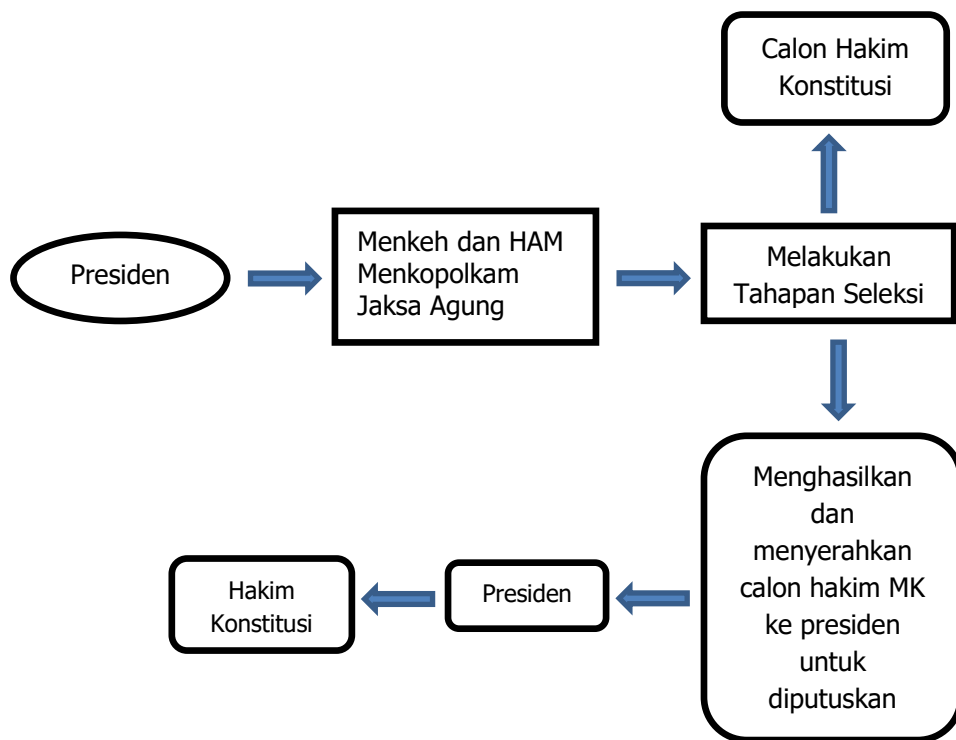 Calon Hakim
Konstitusi
Presiden
Menkeh dan HAM
Menkopolkam
Jaksa Agung
Melakukan
Tahapan Seleksi
Menghasilkan
dan
menyerahkan
calon hakim MK
ke presiden
untuk
diputuskan
Presiden
Hakim
Konstitusi